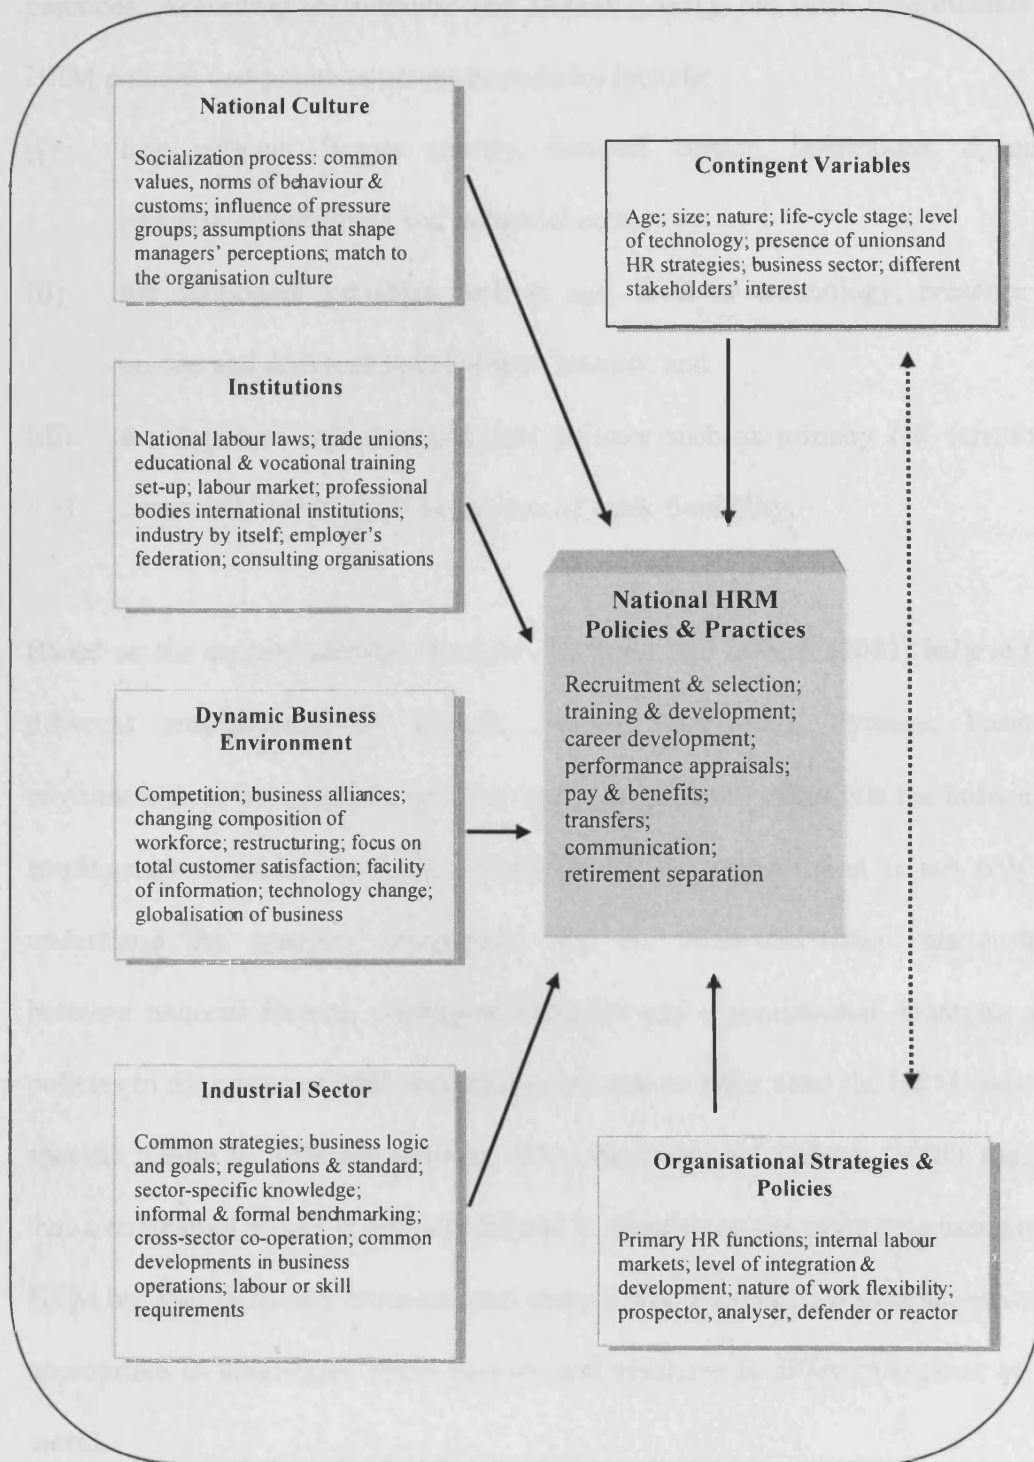 National Culture
Socialization process: common
values, norms of behaviour &
customs; influence of pressure
groups; assumptions that shape
managers' perceptions; match to
the organisation culture
Contingent Variables
Age; size; nature; life-cycle stage; level
of technology; presence of unionsand
HR strategies; business sector; different
stakeholders' interest
Institutions
National labour laws; trade unions;
educational & vocational training
set-up; labour market; professional
bodies international institutions;
industry by itself; employer's
federation; consulting organisations
National HRM
Policies & Practices
Recruitment & selection;
training & development;
career development;
performance appraisals;
pay & benefits;
transfers;
communication;
retirement separation
Dynamic Business
Environment
Competition; business alliances;
changing composition of
workforce; restructuring; focus on
total customer satisfaction; facility
of information; technology change;
globalisation of business
Industrial Sector
Common strategies; business logic
and goals; regulations & standard;
sector-specific knowledge;
informal & formal benchmarking;
cross-sector co-operation; common
developments in business
operations; labour or skill
requirements
Organisational Strategies &
Policies
Primary HR functions; internal labour
markets; level of integration &
development; nature of work flexibility;
prospector, analyser, defender or reactor